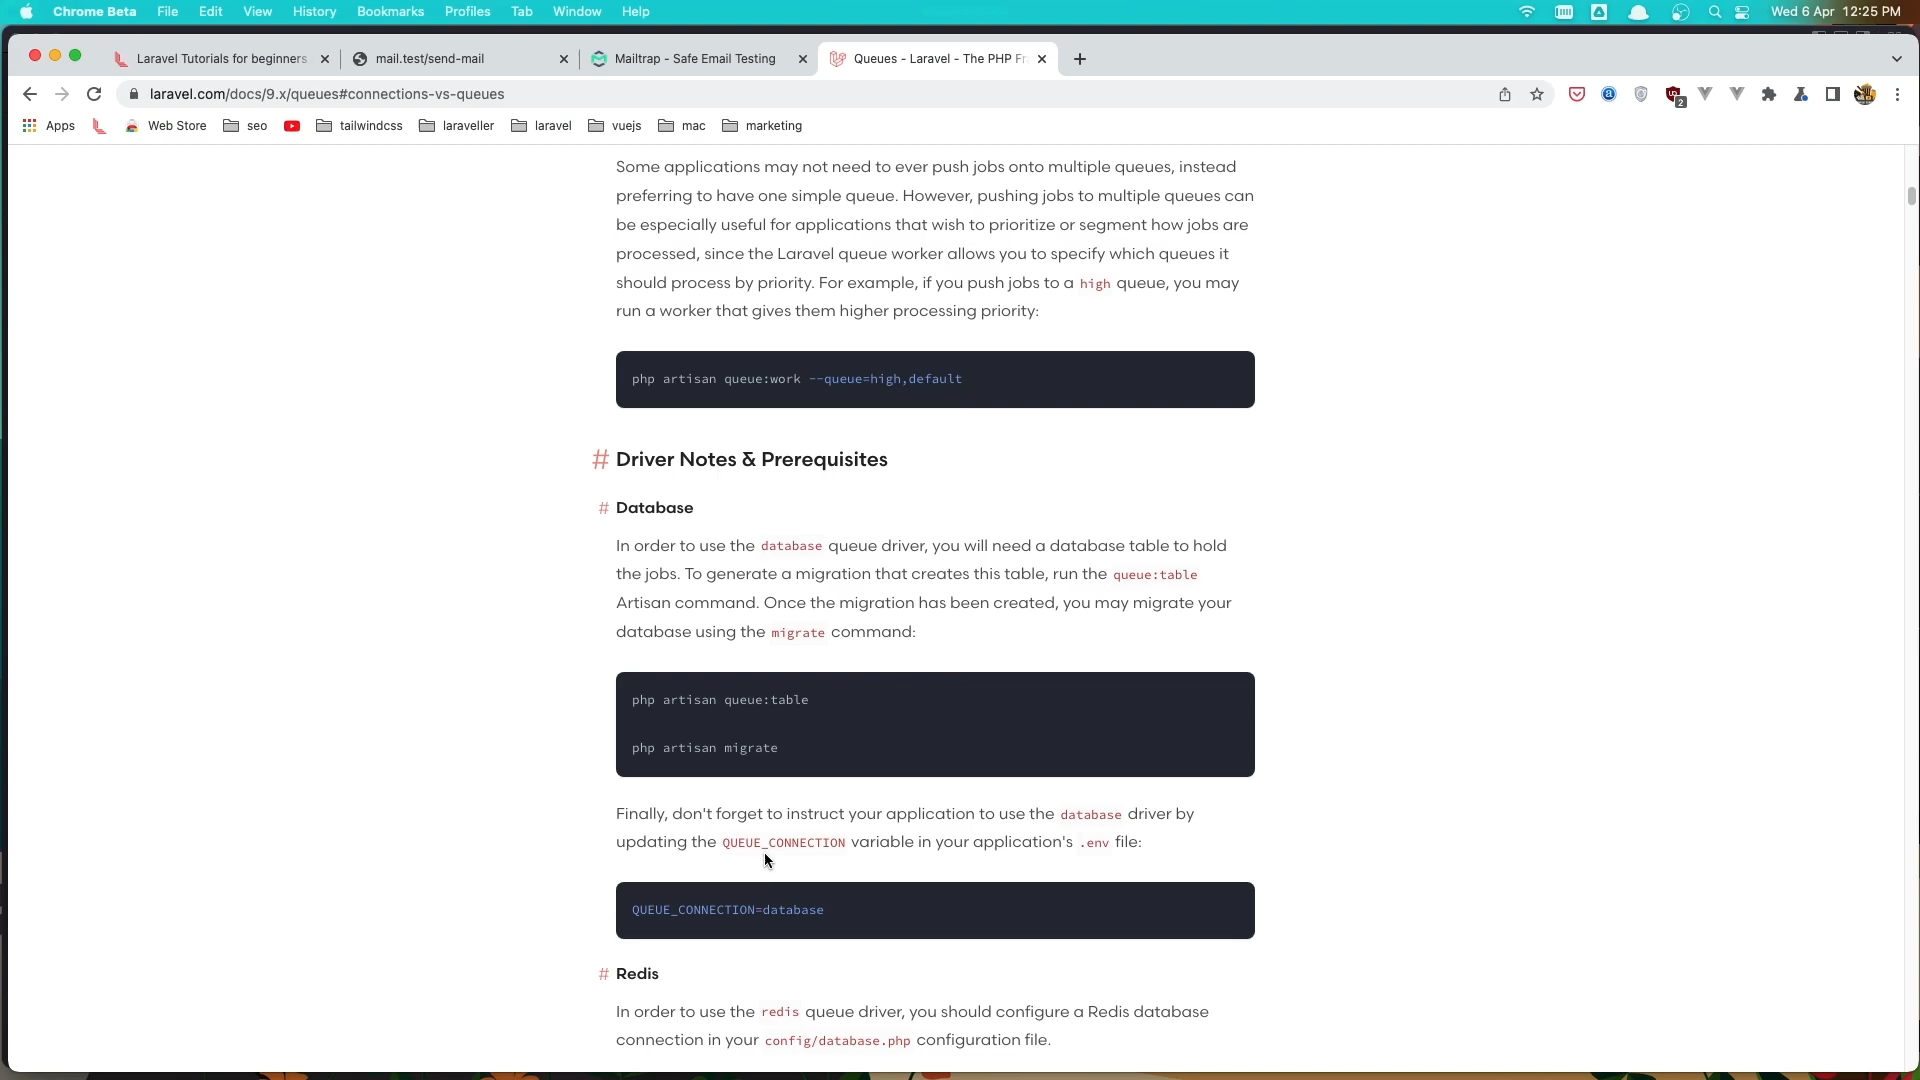 Chrome Beta File Edit View History Bookmarks Profiles Tab Window Help Wed 6 Apr 12:25 PM
Laravel Tutorials for beginners mail.test/send-mail Mailtrap - Safe Email Testing Queues - Laravel - The PHP Fr
laravel.com/docs/9.x/queues#connections-vs-queues 2
Apps Web Store seo tailwindcss laraveller laravel vuejs mac marketing
Some applications may not need to ever push jobs onto multiple queues, instead
preferring to have one simple queue. However, pushing jobs to multiple queues can
be especially useful for applications that wish to prioritize or segment how jobs are
processed, since the Laravel queue worker allows you to specify which queues it
should process by priority. For example, if you push jobs to a high queue, you may
run a worker that gives them higher processing priority:
php artisan queue:work --queue=high,default
# Driver Notes & Prerequisites
# Database
In order to use the database queue driver, you will need a database table to hold
the jobs. To generate a migration that creates this table, run the queue:table
Artisan command. Once the migration has been created, you may migrate your
database using the migrate command:
php artisan queue:table
php artisan migrate
Finally, don't forget to instruct your application to use the database driver by
updating the QUEUE_CONNECTION variable in your application's .env file:
QUEUE_CONNECTION=database
# Redis
In order to use the redis queue driver, you should configure a Redis database
connection in your config/database.php configuration file.